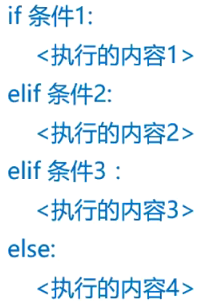 if 条件1:
<执行的内容1>
elif 条件2:
<执行的内容2>
elif 条件3：
<执行的内容3>
else:
<执行的内容4>